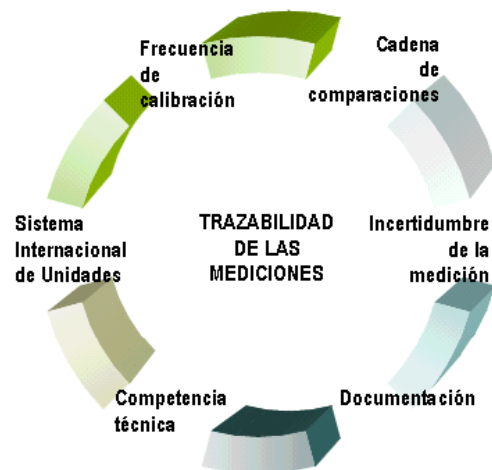 Frecuencia
de
calibración
Cadena
de
comparaciones
Sistema
Internacional
de Unidades
TRAZABILIDAD
DE LAS
MEDICIONES
Incertidumbre
de la
medición
Competencia
técnica
Documentación